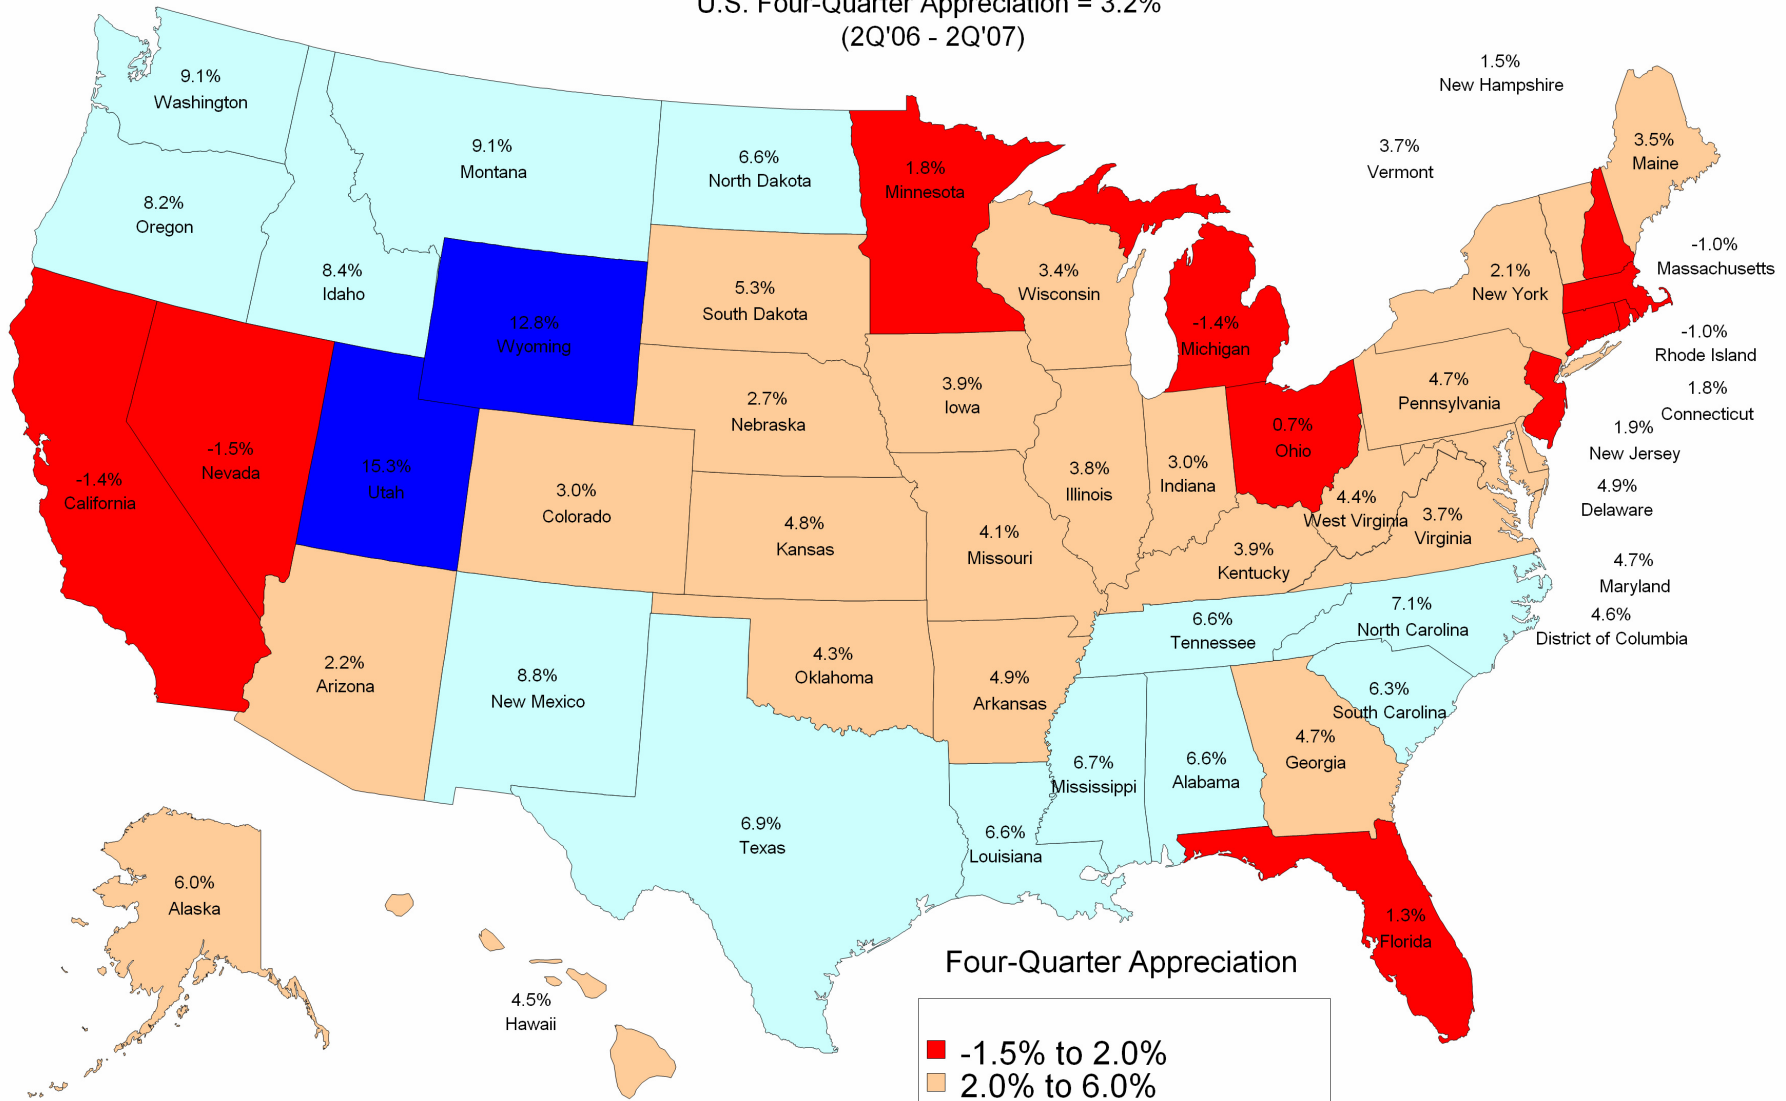 U.S. Four-Quarter Appreciation = 3.2%
(2Q'06 - 2Q'07)
1.5%
New Hampshire
9.1%
Washington
3.7%
Vermont
3.5%
Maine
9.1%
Montana
6.6%
North Dakota
1.8%
Minnesota
8.2%
Oregon
-1.0%
Massachusetts
8.4%
Idaho
3.4%
Wisconsin
2.1%
New York
5.3%
South Dakota
12.8%
Wyoming
-1.4%
Michigan
-1.0%
Rhode Island
3.9%
Iowa
4.7%
Pennsylvania
1.8%
Connecticut
2.7%
Nebraska
0.7%
Ohio
1.9%
New Jersey
-1.5%
Nevada
-1.4%
California
15.3%
Utah
3.0%
Colorado
3.8%
Illinois
3.0%
Indiana
4.9%
Delaware
4.4%
West Virginia
3.7%
Virginia
4.8%
Kansas
4.1%
Missouri
3.9%
Kentucky
4.7%
Maryland
7.1%
North Carolina
4.6%
District of Columbia
6.6%
Tennessee
2.2%
Arizona
8.8%
New Mexico
4.3%
Oklahoma
4.9%
Arkansas
6.3%
South Carolina
4.7%
Georgia
6.7%
Mississippi
6.6%
Alabama
6.9%
Texas
6.6%
Louisiana
6.0%
Alaska
1.3%
Florida
4.5%
Hawaii
Four-Quarter Appreciation
-1.5% to 2.0%
2.0% to 6.0%